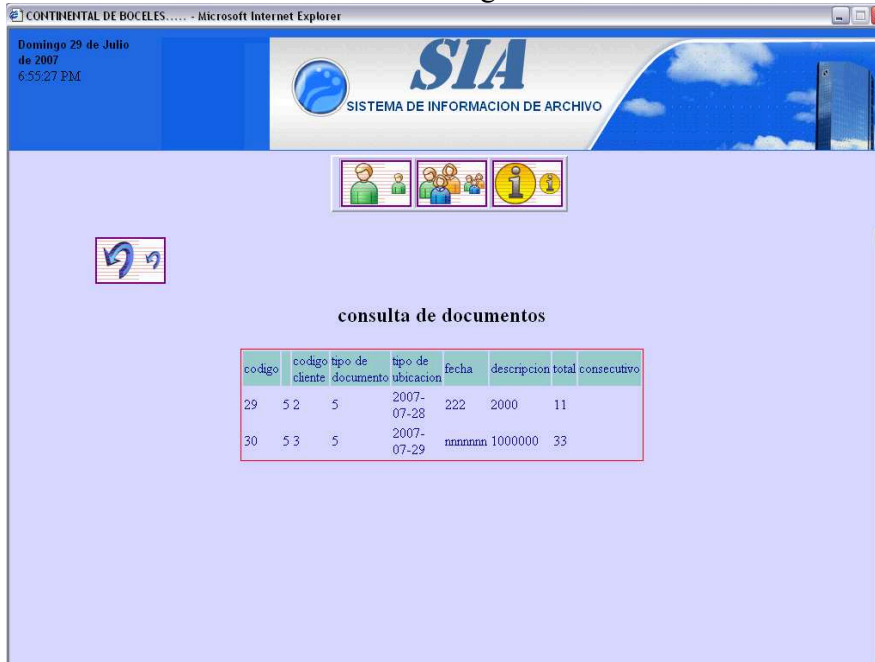 CONTINENTAL DE BOCELES..... - Microsoft Internet Explorer
Domingo 29 de Julio
de 2007
6:55:27 PM
SIA
SISTEMA DE INFORMACION DE ARCHIVO
consulta de documentos
codigo codigo cliente tipo de documento tipo de ubicacion fecha descripcion total consecutivo
29 5 2 5 2007-07-28 222 2000 11
30 5 3 5 2007-07-29 nnnnnnn 1000000 33